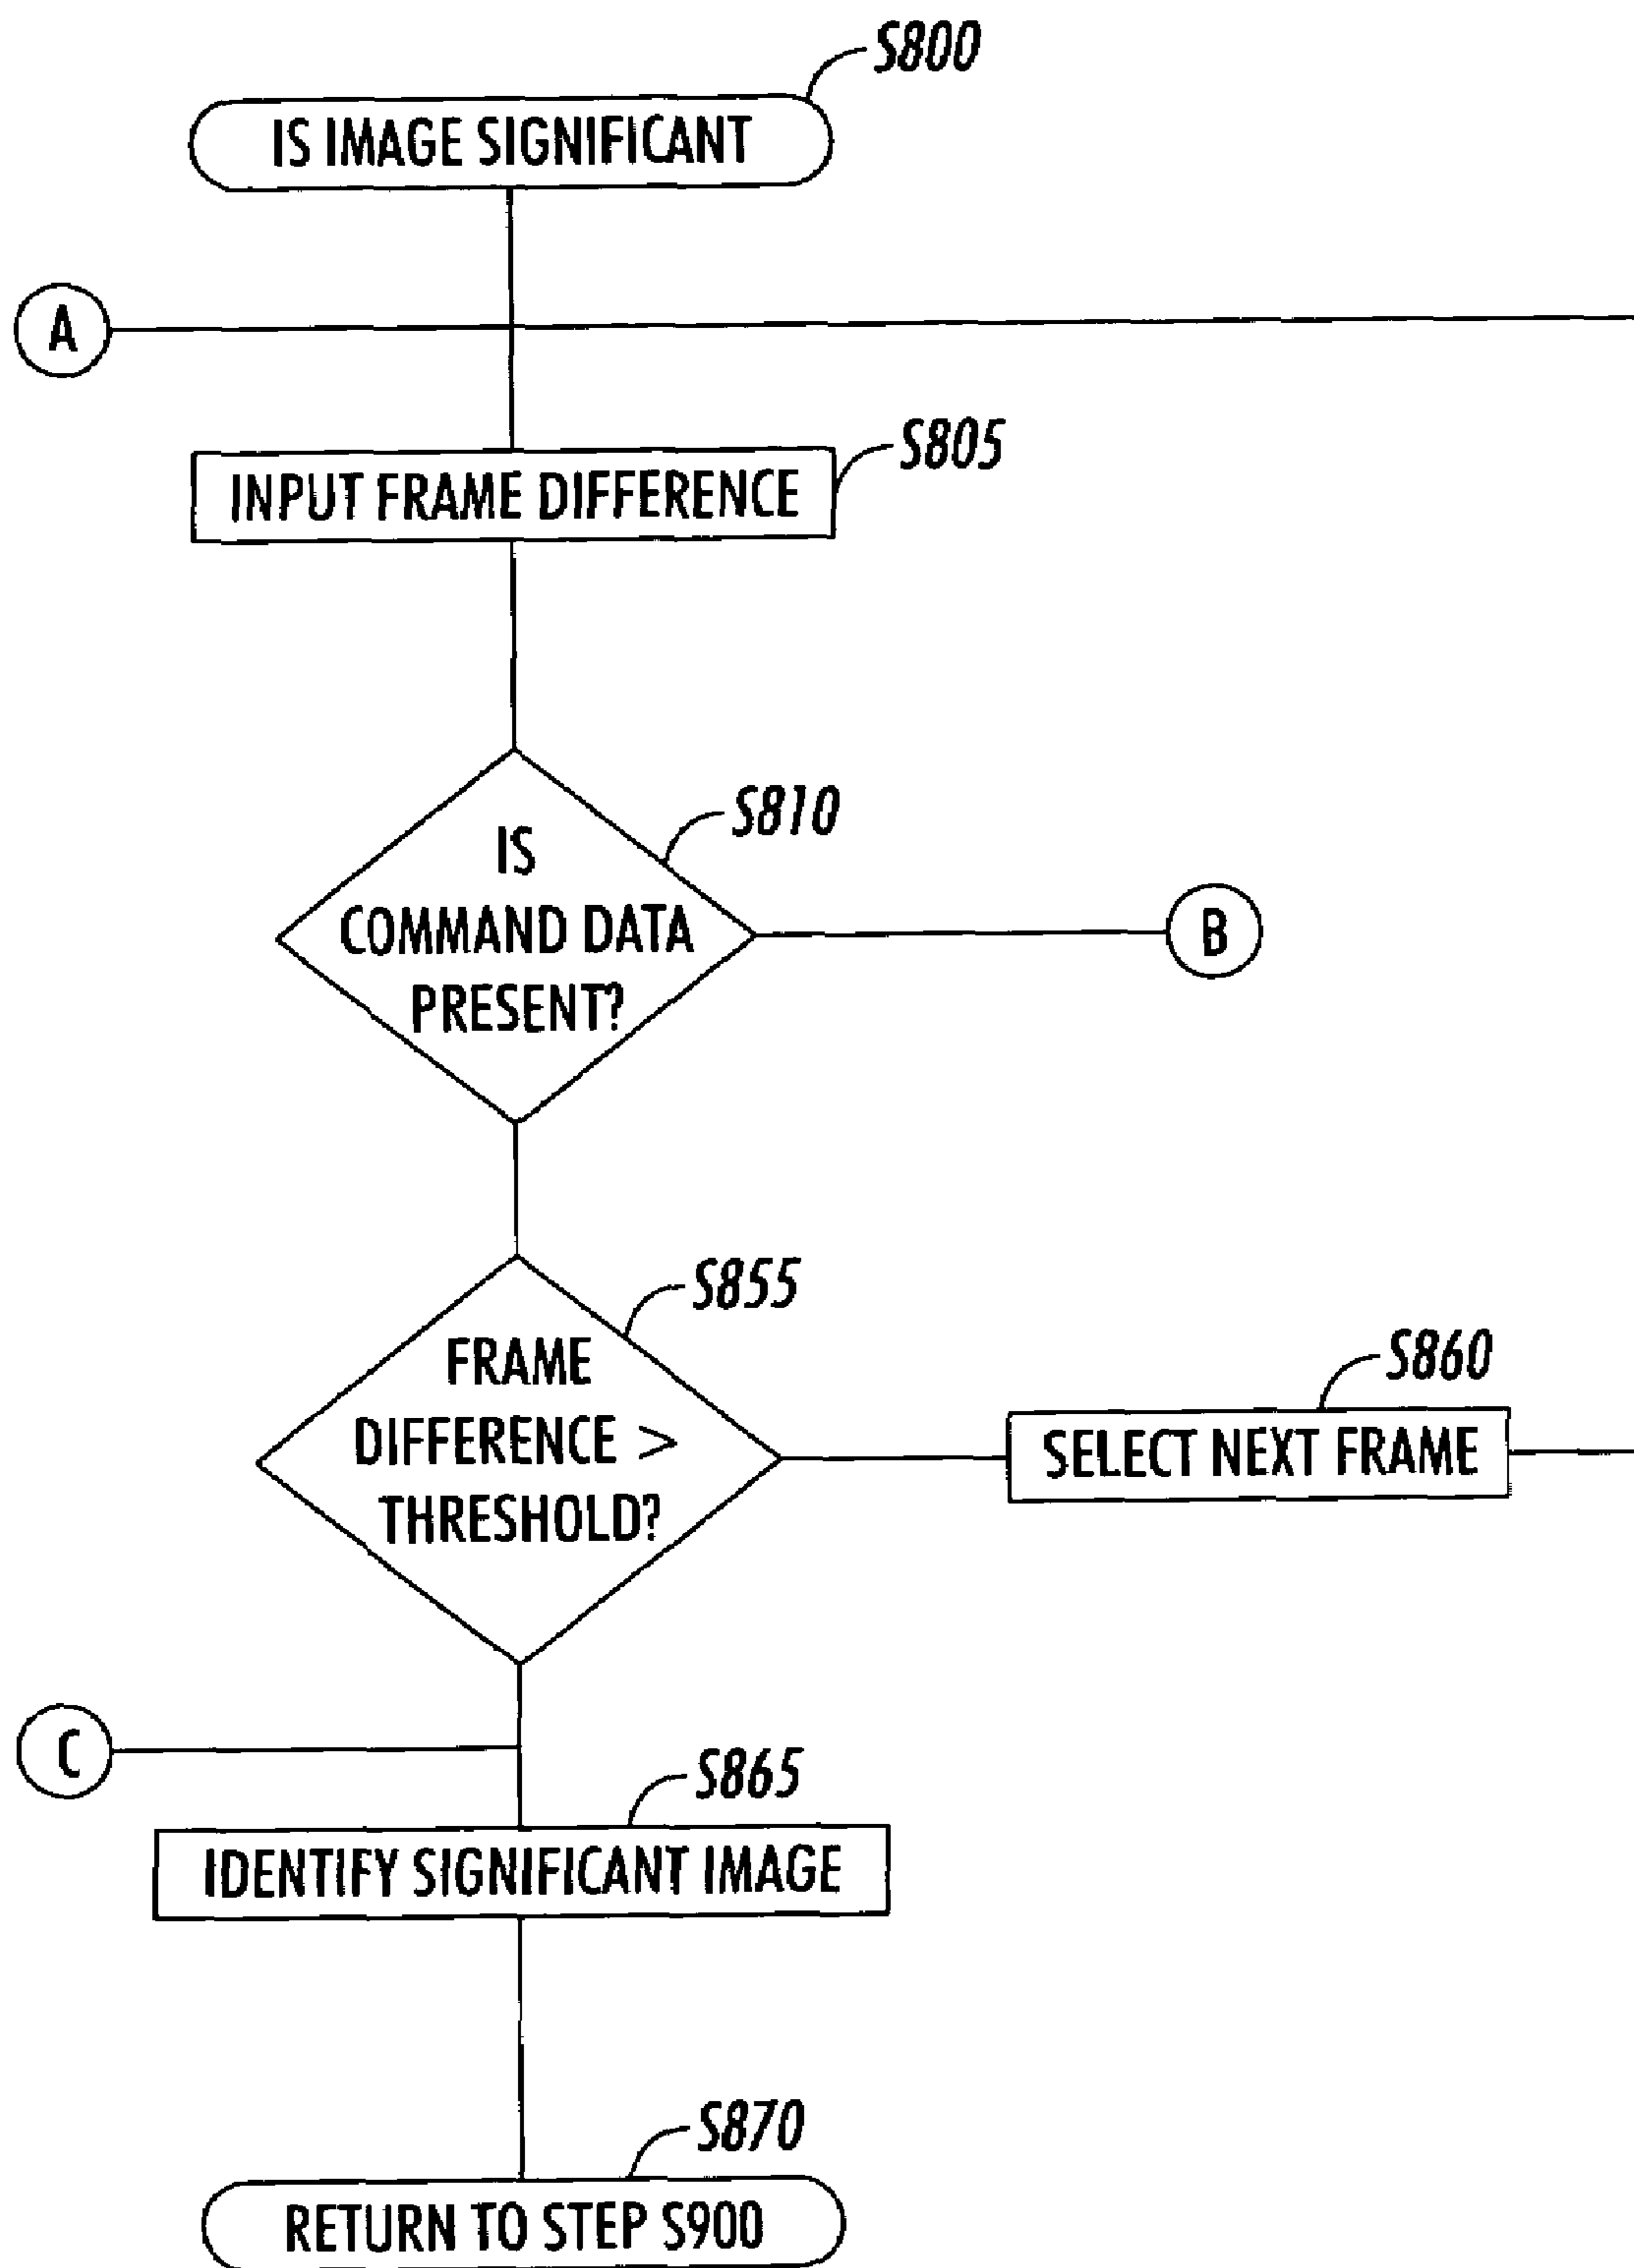 S800
IS IMAGE SIGNIFICANT
A
S805
INPUT FRAME DIFFERENCE
S810
IS
COMMAND DATA
PRESENT?
B
S855
FRAME
DIFFERENCE >
THRESHOLD?
S860
SELECT NEXT FRAME
C
S865
IDENTIFY SIGNIFICANT IMAGE
S870
RETURN TO STEP S900